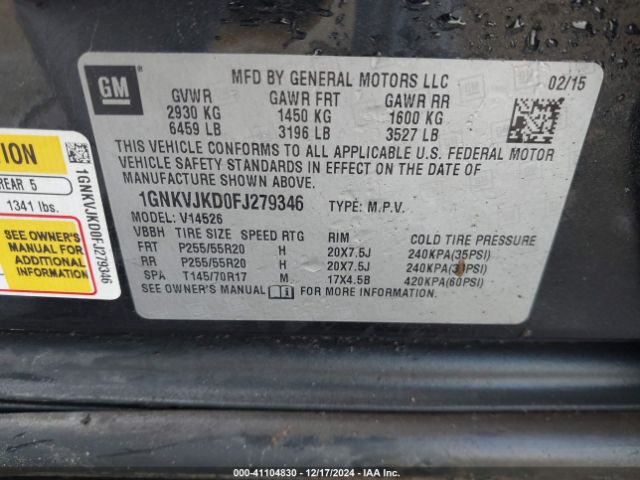 GM
MFD BY GENERAL MOTORS LLC 02/15
GVWR GAWR FRT GAWR RR
2930 KG 1450 KG 1600 KG
6459 LB 3196 LB 3527 LB
THIS VEHICLE CONFORMS TO ALL APPLICABLE U.S. FEDERAL MOTOR
VEHICLE SAFETY STANDARDS IN EFFECT ON THE DATE OF
MANUFACTURE SHOWN ABOVE.
1GNKVJKD0FJ279346 TYPE: M.P.V.
MODEL: V14526
VBBH TIRE SIZE SPEED RTG RIM COLD TIRE PRESSURE
FRT P255/55R20 H 20X7.5J 240KPA(35PSI)
RR P255/55R20 H 20X7.5J 240KPA(35PSI)
SPA T145/70R17 M 17X4.5B 420KPA(60PSI)
SEE OWNER'S MANUAL FOR MORE INFORMATION
TION
REAR 5
1341 lbs.
SEE OWNER'S
MANUAL FOR
ADDITIONAL
INFORMATION
1GNKVJKD0FJ279346
00-41104830 - 12/17/2024 - IAA Inc.